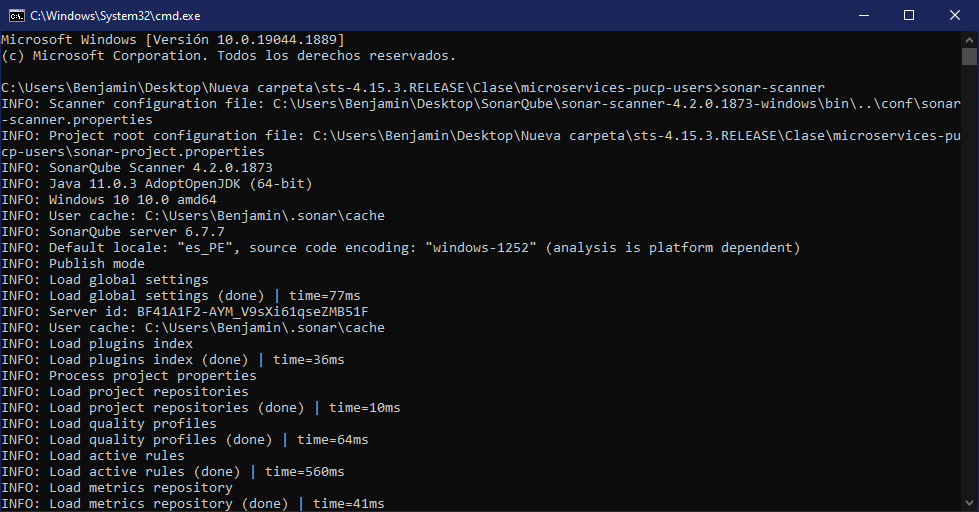 C:\Windows\System32\cmd.exe
Microsoft Windows [Versión 10.0.19044.1889]
(c) Microsoft Corporation. Todos los derechos reservados.
C:\Users\Benjamin\Desktop\Nueva carpeta\sts-4.15.3.RELEASE\Clase\microservices-pucp-users>sonar-scanner
INFO: Scanner configuration file: C:\Users\Benjamin\Desktop\SonarQube\sonar-scanner-4.2.0.1873-windows\bin\..\conf\sonar
-scanner.properties
INFO: Project root configuration file: C:\Users\Benjamin\Desktop\Nueva carpeta\sts-4.15.3.RELEASE\Clase\microservices-pu
cp-users\sonar-project.properties
INFO: SonarQube Scanner 4.2.0.1873
INFO: Java 11.0.3 AdoptOpenJDK (64-bit)
INFO: Windows 10 10.0 amd64
INFO: User cache: C:\Users\Benjamin\.sonar\cache
INFO: SonarQube server 6.7.7
INFO: Default locale: "es_PE", source code encoding: "windows-1252" (analysis is platform dependent)
INFO: Publish mode
INFO: Load global settings
INFO: Load global settings (done) | time=77ms
INFO: Server id: BF41A1F2-AYM_V9sXi61qseZMB51F
INFO: User cache: C:\Users\Benjamin\.sonar\cache
INFO: Load plugins index
INFO: Load plugins index (done) | time=36ms
INFO: Process project properties
INFO: Load project repositories
INFO: Load project repositories (done) | time=10ms
INFO: Load quality profiles
INFO: Load quality profiles (done) | time=64ms
INFO: Load active rules
INFO: Load active rules (done) | time=560ms
INFO: Load metrics repository
INFO: Load metrics repository (done) | time=41ms